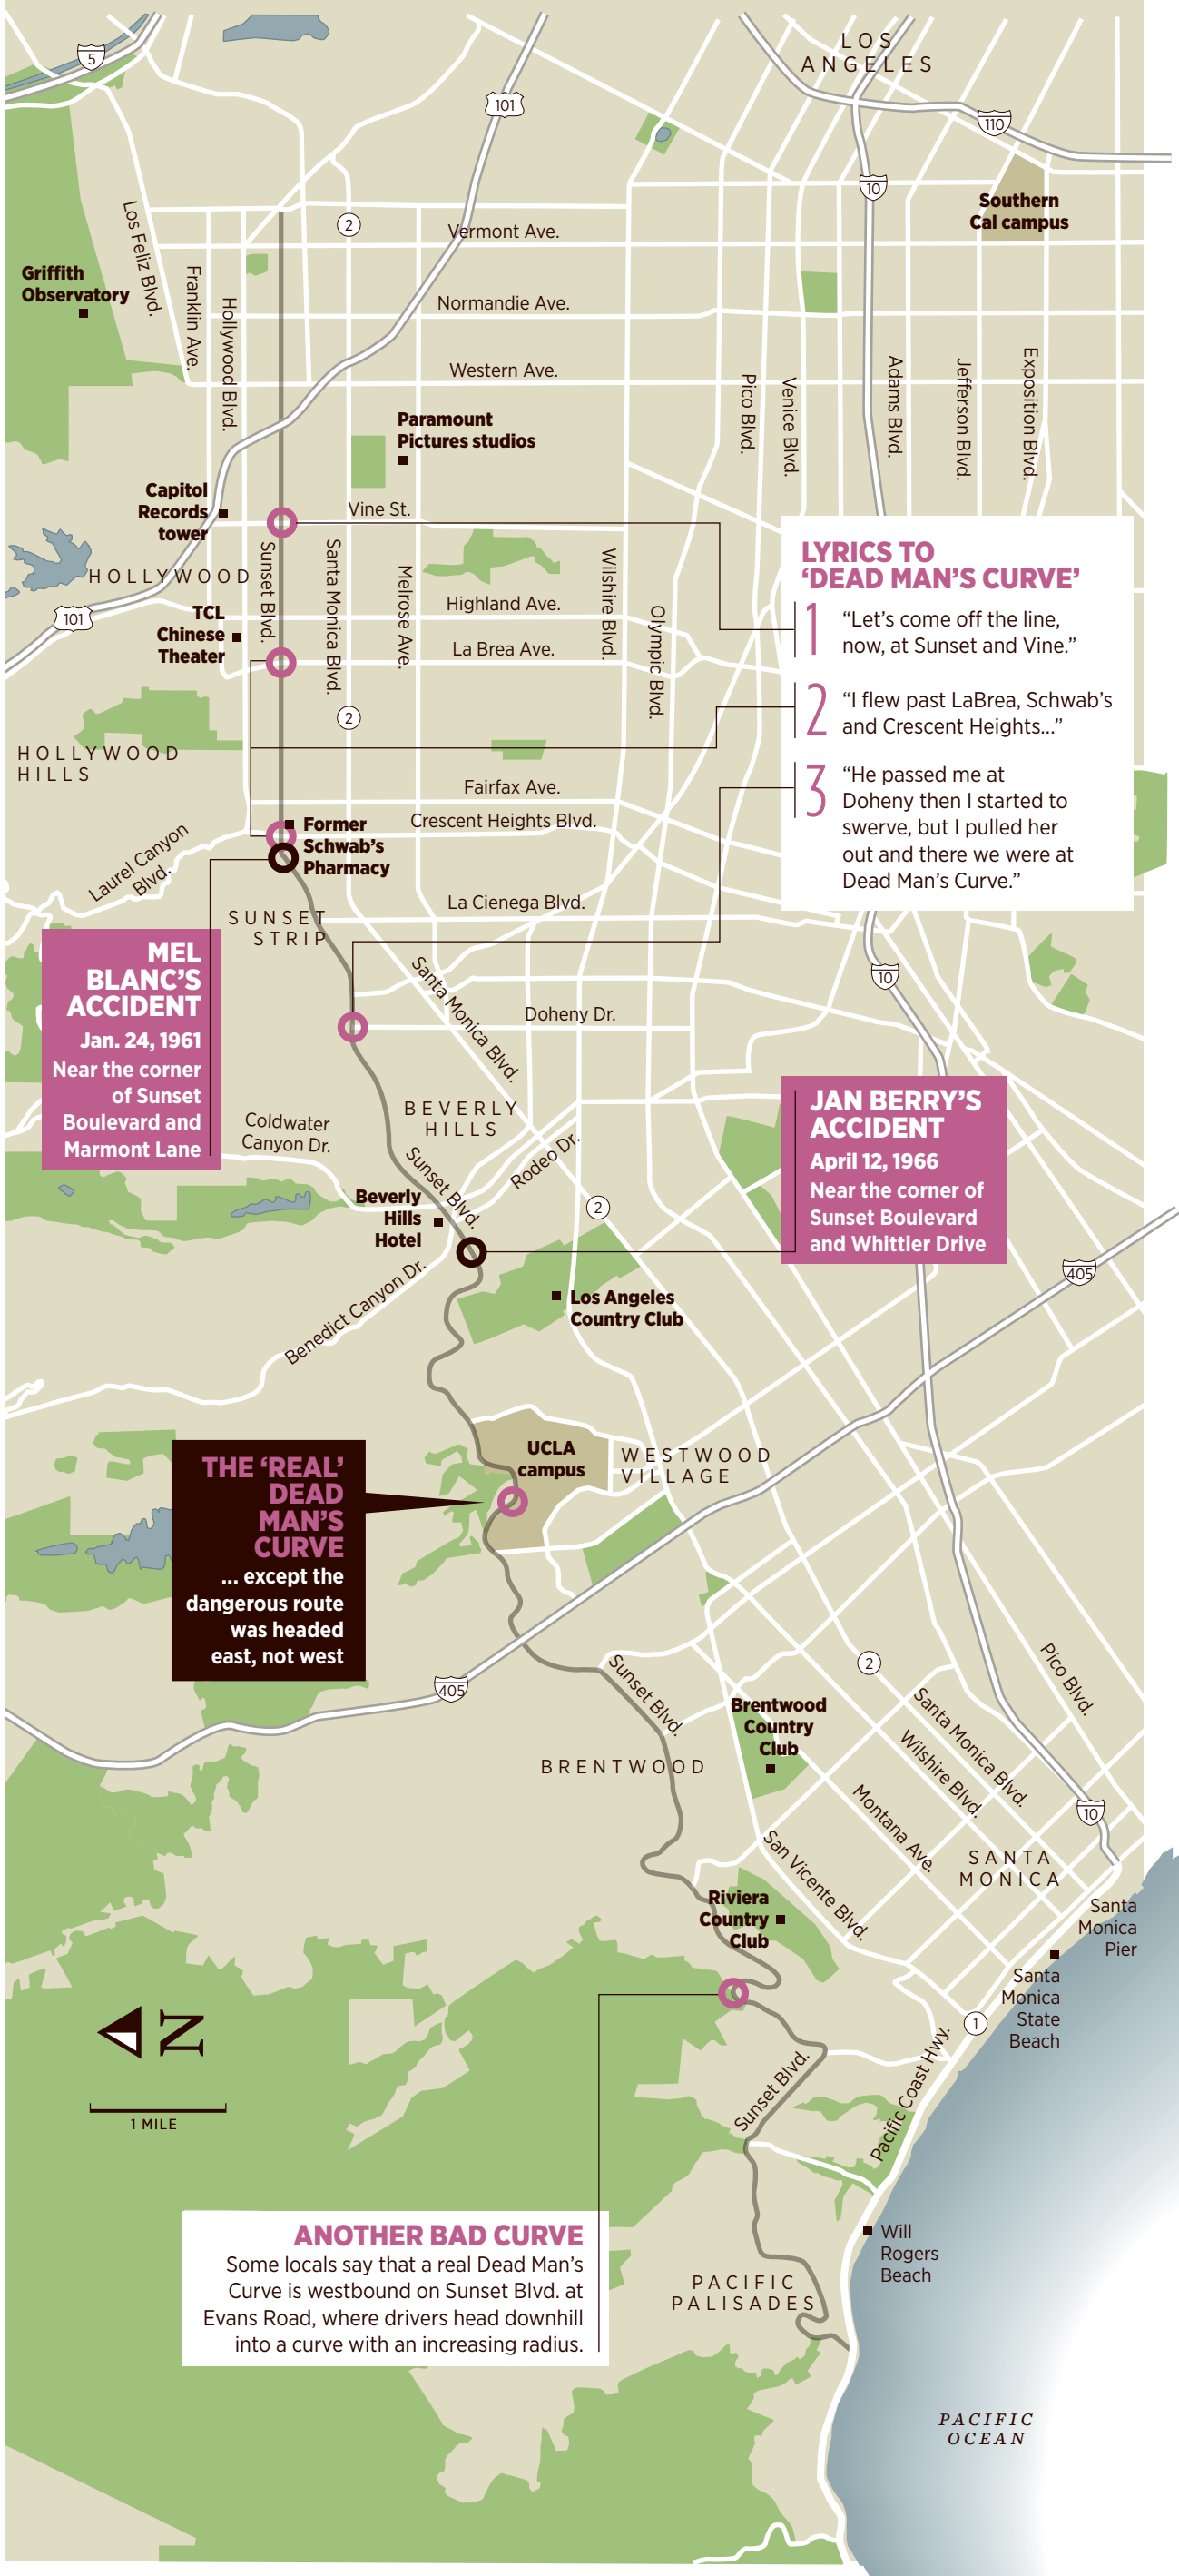 LOS
ANGELES
5
101
110
10
Southern
Cal campus
2
Vermont Ave.
Los Feliz Blvd.
Griffith
Observatory
Franklin Ave.
Hollywood Blvd.
Normandie Ave.
Western Ave.
Pico Blvd.
Venice Blvd.
Adams Blvd.
Jefferson Blvd.
Exposition Blvd.
Paramount
Pictures studios
Capitol
Records
tower
Vine St.
HOLLYWOOD
Sunset Blvd.
Santa Monica Blvd.
Melrose Ave.
Wilshire Blvd.
Olympic Blvd.
Highland Ave.
101
TCL
Chinese
Theater
La Brea Ave.
2
HOLLYWOOD
HILLS
LYRICS TO
‘DEAD MAN’S CURVE’
1
“Let’s come off the line,
now, at Sunset and Vine.”
2
“I flew past LaBrea, Schwab’s
and Crescent Heights...”
3
“He passed me at
Doheny then I started to
swerve, but I pulled her
out and there we were at
Dead Man’s Curve.”
Fairfax Ave.
Crescent Heights Blvd.
Former
Schwab’s
Pharmacy
Laurel Canyon
Blvd.
La Cienega Blvd.
SUNSET
STRIP
MEL
BLANC’S
ACCIDENT
Jan. 24, 1961
Near the corner
of Sunset
Boulevard and
Marmont Lane
Santa Monica Blvd.
10
Doheny Dr.
BEVERLY
HILLS
Coldwater
Canyon Dr.
Sunset Blvd.
Rodeo Dr.
JAN BERRY’S
ACCIDENT
April 12, 1966
Near the corner of
Sunset Boulevard
and Whittier Drive
Beverly
Hills
Hotel
2
405
Benedict Canyon Dr.
Los Angeles
Country Club
UCLA
campus
WESTWOOD
VILLAGE
THE ‘REAL’
DEAD
MAN’S
CURVE
... except the
dangerous route
was headed
east, not west
405
Sunset Blvd.
2
Pico Blvd.
Brentwood
Country
Club
Santa Monica Blvd.
Wilshire Blvd.
BRENTWOOD
Montana Ave.
10
San Vicente Blvd.
SANTA
MONICA
Riviera
Country
Club
Santa
Monica
Pier
Santa
Monica
State
Beach
1
N
1 MILE
Sunset Blvd.
Pacific Coast Hwy.
ANOTHER BAD CURVE
Some locals say that a real Dead Man’s
Curve is westbound on Sunset Blvd. at
Evans Road, where drivers head downhill
into a curve with an increasing radius.
Will
Rogers
Beach
PACIFIC
PALISADES
PACIFIC
OCEAN